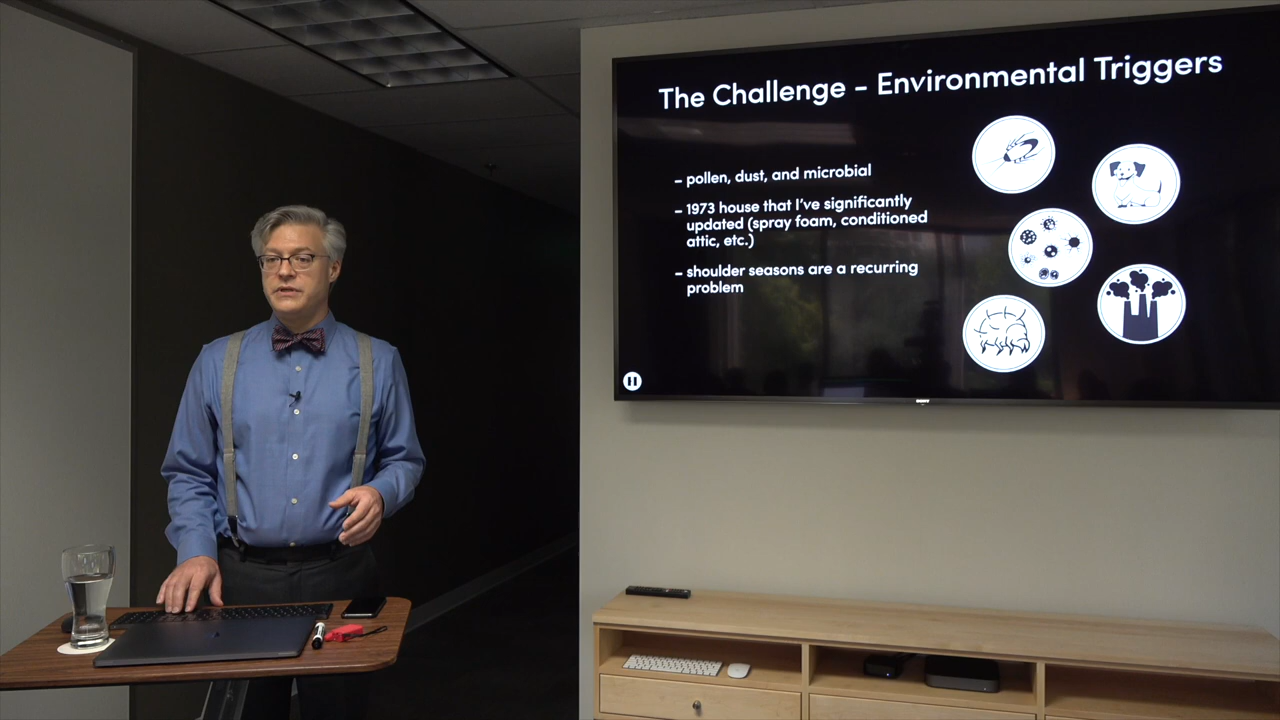 The Challenge - Environmental Triggers
– pollen, dust, and microbial
– 1973 house that I've significantly
updated (spray foam, conditioned
attic, etc.)
– shoulder seasons are a recurring
problem
SONY